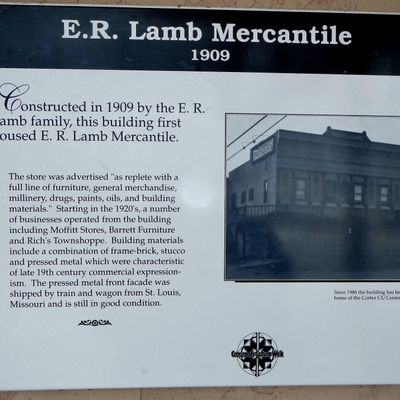 E.R. Lamb Mercantile
1909
Constructed in 1909 by the E. R.
amb family, this building first
oused E. R. Lamb Mercantile.
The store was advertised "as replete with a
full line of furniture, general merchandise,
millinery, drugs, paints, oils, and building
materials." Starting in the 1920's, a number
of businesses operated from the building
including Moffitt Stores, Barrett Furniture
and Rich's Townshoppe. Building materials
include a combination of frame-brick, stucco
and pressed metal which were characteristic
of late 19th century commercial expression-
ism. The pressed metal front facade was
shipped by train and wagon from St. Louis,
Missouri and is still in good condition.
Since 1986 the building has be
home of the Cortez CU Cente